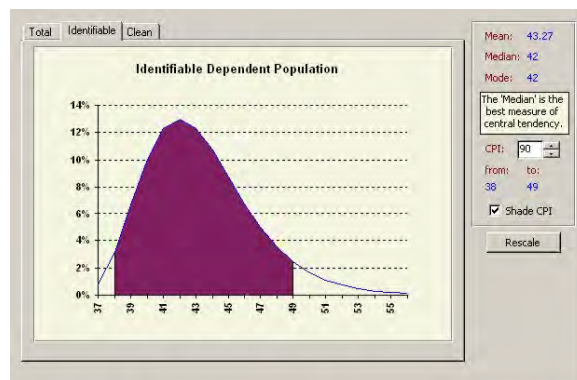 Total Identifiable Clean
Identifiable Dependent Population
14%
12%
10%
8%
6%
4%
2%
0%
37 39 41 43 45 47 49 51 53 55
Mean: 43.27
Median: 42
Mode: 42
The 'Median' is the
best measure of
central tendency.
CPI: 90
from: to:
38 49
Shade CPI
Rescale